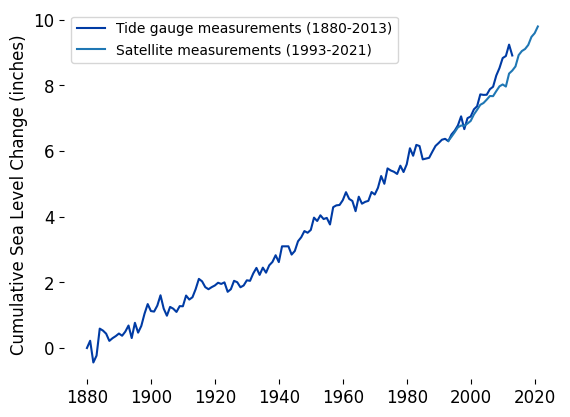 Tide gauge measurements (1880-2013)
Satellite measurements (1993-2021)
Cumulative Sea Level Change (inches)
10
8
6
4
2
0
1880 1900 1920 1940 1960 1980 2000 2020